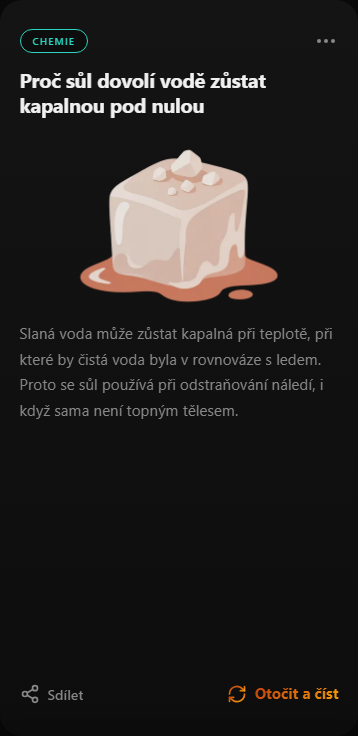 CHEMIE
Proč sůl dovolí vodě zůstat
kapalnou pod nulou
Slaná voda může zůstat kapalná při teplotě, při
které by čistá voda byla v rovnováze s ledem.
Proto se sůl používá při odstraňování náledí, i
když sama není topným tělesem.
Sdílet
Otočit a číst